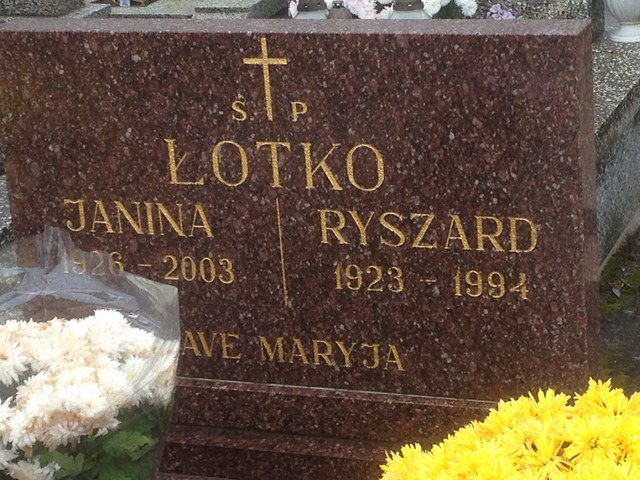 Ś P
ŁOTKO
JANINA RYSZARD
1926 - 2003 1923 - 1994
AVE MARYJA